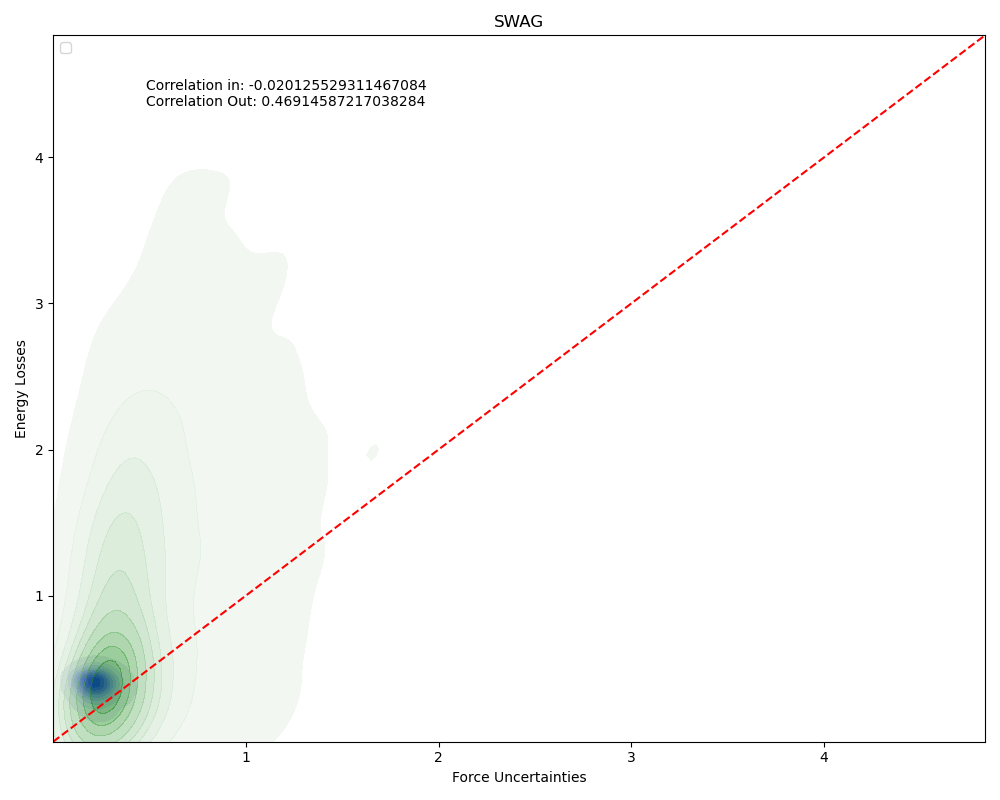 SWAG
Correlation in: -0.020125529311467084
Correlation Out: 0.46914587217038284
4
3
2
1
Energy Losses
1
2
3
4
Force Uncertainties